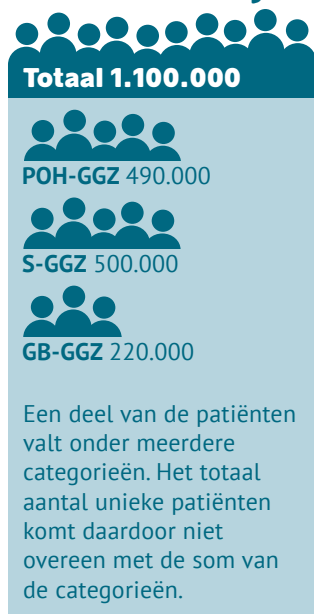 Totaal 1.100.000
POH-GGZ 490.000
S-GGZ 500.000
GB-GGZ 220.000
Een deel van de patiënten
valt onder meerdere
categorieën. Het totaal
aantal unieke patiënten
komt daardoor niet
overeen met de som van
de categorieën.